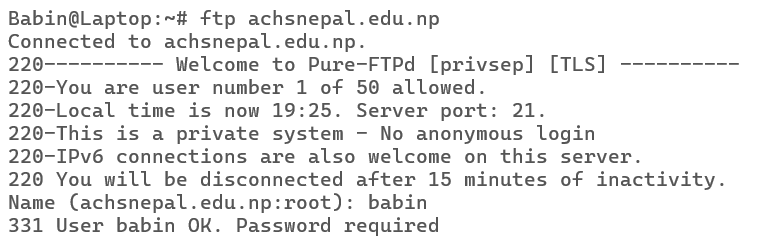 Babin@Laptop:~# ftp achsnepal.edu.np
Connected to achsnepal.edu.np.
220---------- Welcome to Pure-FTPd [privsep] [TLS] ----------
220-You are user number 1 of 50 allowed.
220-Local time is now 19:25. Server port: 21.
220-This is a private system - No anonymous login
220-IPv6 connections are also welcome on this server.
220 You will be disconnected after 15 minutes of inactivity.
Name (achsnepal.edu.np:root): babin
331 User babin OK. Password required